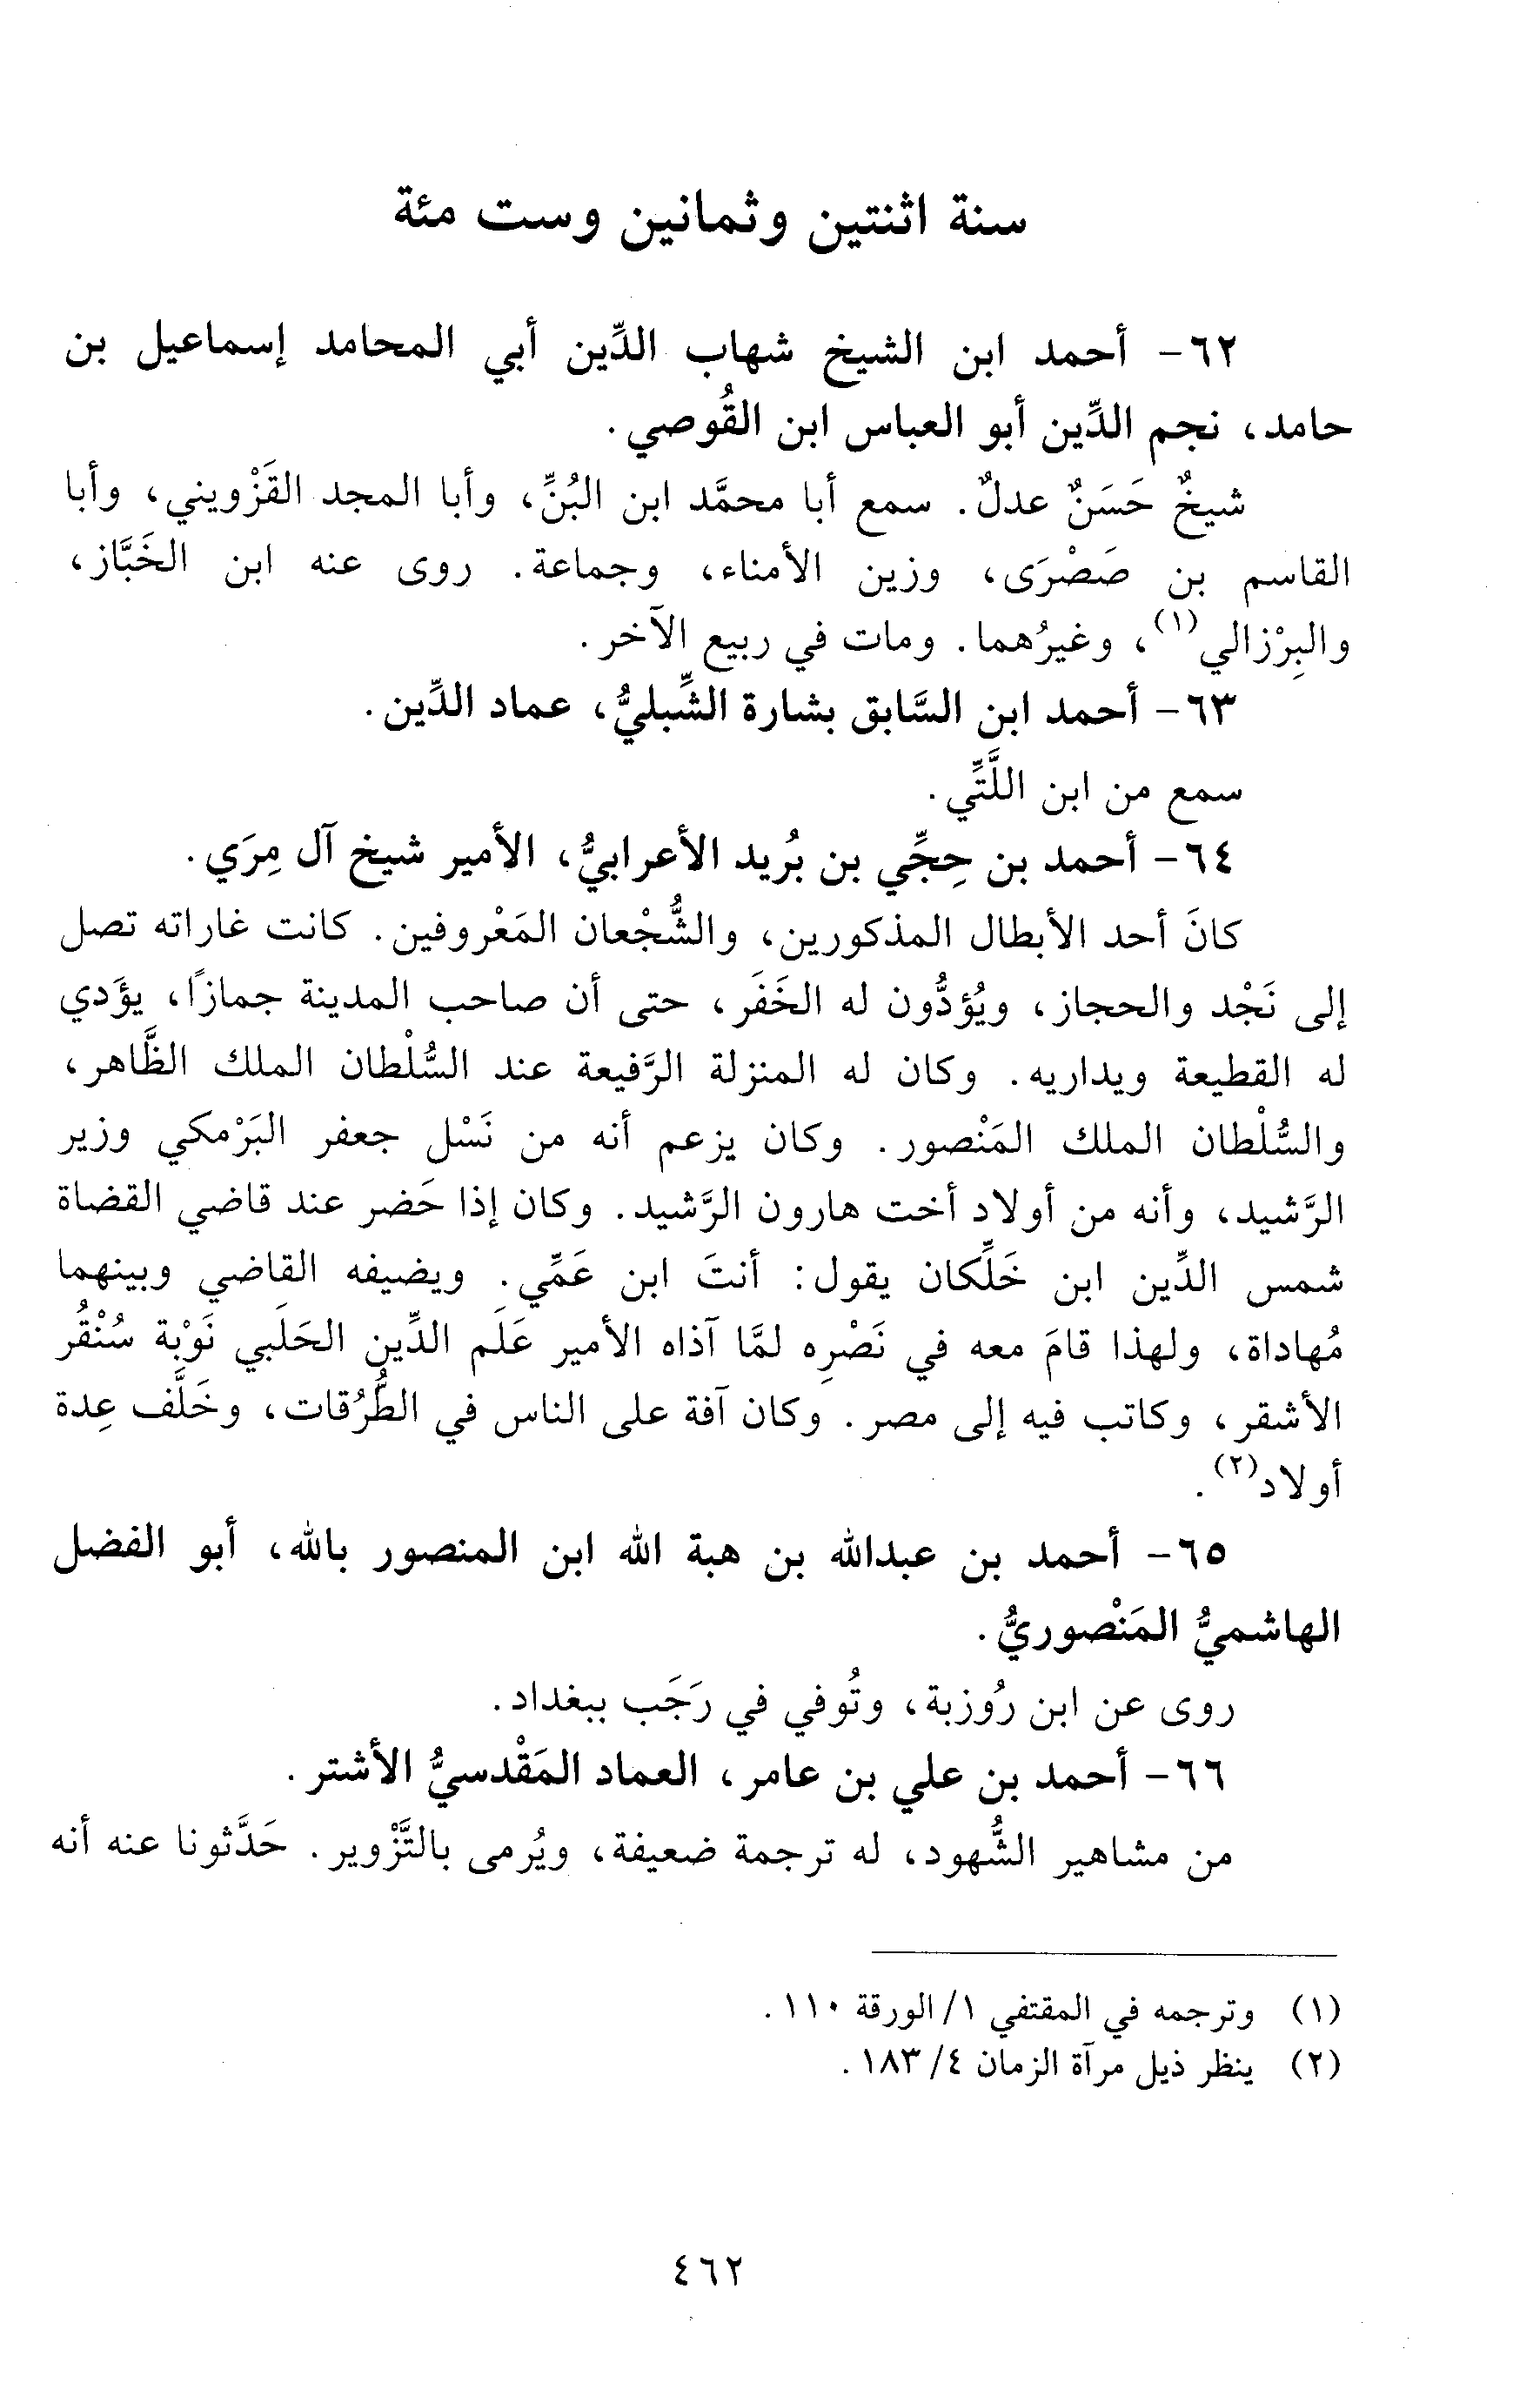 سنة اثنتين وثمانين وست مئة
٦٢- أحمد ابن الشيخ شهاب الدِّين أبي المحامد إسماعيل بن
حامد، نجم الدِّين أبو العباس ابن القُوصي.
شيخٌ حَسَنٌ عدلٌ. سمع أبا محمَّد ابن البُنِّ، وأبا المجد القَزْويني، وأبا
القاسم بن صَصْرَى، وزين الأمناء، وجماعة. روى عنه ابن الخَبَّاز،
والبِرْزالي(١)، وغيرُهما. ومات في ربيع الآخر.
٦٣- أحمد ابن السَّابق بشارة الشِّبليُّ، عماد الدِّين.
سمع من ابن اللَّتِّي.
٦٤- أحمد بن حِجِّي بن بُريد الأعرابيُّ، الأمير شيخ آل مِرَي.
كانَ أحد الأبطال المذكورين، والشُّجْعان المَعْروفين. كانت غاراته تصل
إلى نَجْد والحجاز، ويُؤدُّون له الخَفَر، حتى أن صاحب المدينة جمازًا، يؤَدي
له القطيعة ويداريه. وكان له المنزلة الرَّفيعة عند السُّلْطان الملك الظَّاهر،
والسُّلْطان الملك المَنْصور. وكان يزعم أنه من نَسْل جعفر البَرْمكي وزير
الرَّشيد، وأنه من أولاد أخت هارون الرَّشيد. وكان إذا حَضر عند قاضي القضاة
شمس الدِّين ابن خَلِّكان يقول: أنتَ ابن عَمِّي. ويضيفه القاضي وبينهما
مُهاداة، ولهذا قامَ معه في نَصْرِه لمَّا آذاه الأمير عَلَم الدِّين الحَلَبي نَوْبة سُنْقُر
الأشقر، وكاتب فيه إلى مصر. وكان آفة على الناس في الطُّرُقات، وخَلَّف عِدة
أولاد(٢).
٦٥- أحمد بن عبدالله بن هبة الله ابن المنصور بالله، أبو الفضل
الهاشميُّ المَنْصوريُّ.
روى عن ابن رُوزبة، وتُوفي في رَجَب ببغداد.
٦٦- أحمد بن علي بن عامر، العماد المَقْدسيُّ الأشتر.
من مشاهير الشُّهود، له ترجمة ضعيفة، ويُرمى بالتَّزْوير. حَدَّثونا عنه أنه
(١) وترجمه في المقتفي ١/ الورقة ١١٠.
(٢) ينظر ذيل مرآة الزمان ٤/ ١٨٣.
٤٦٢